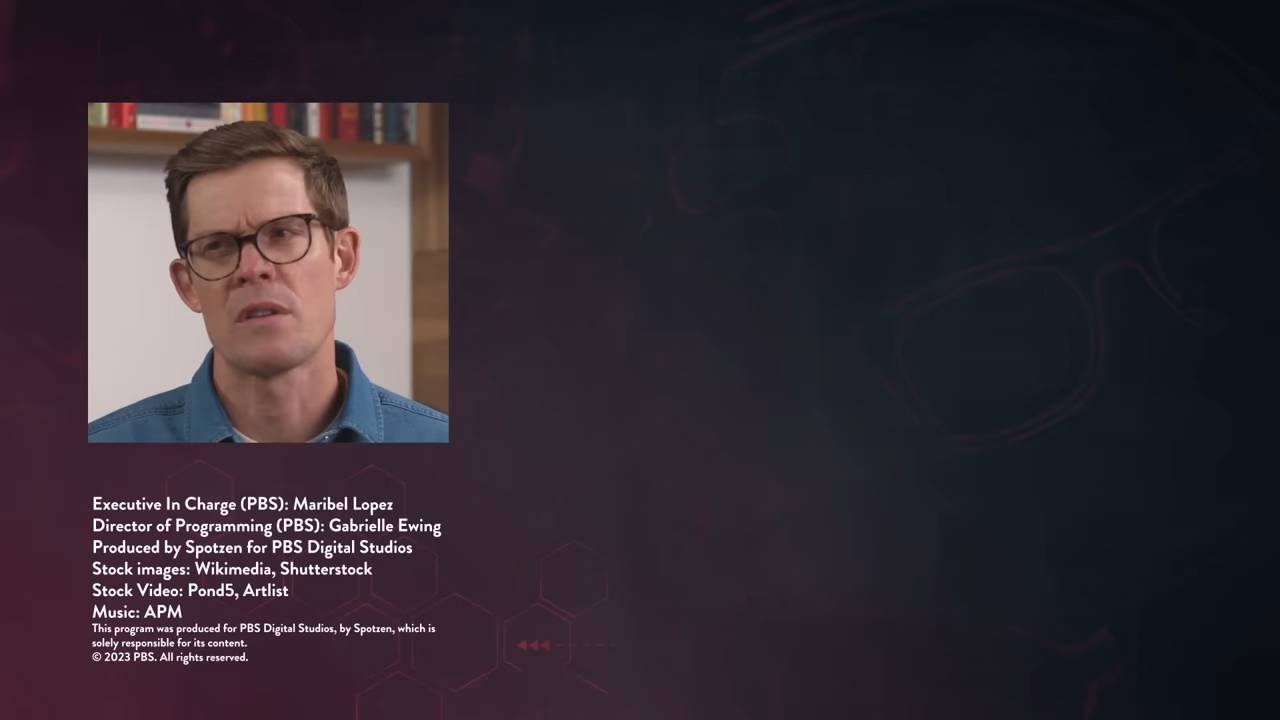 Executive In Charge (PBS): Maribel Lopez
Director of Programming (PBS): Gabrielle Ewing
Produced by Spotzen for PBS Digital Studios
Stock images: Wikimedia, Shutterstock
Stock Video: Pond5, Artlist
Music: APM
This program was produced for PBS Digital Studios, by Spotzen, which is
solely responsible for its content.
© 2023 PBS. All rights reserved.